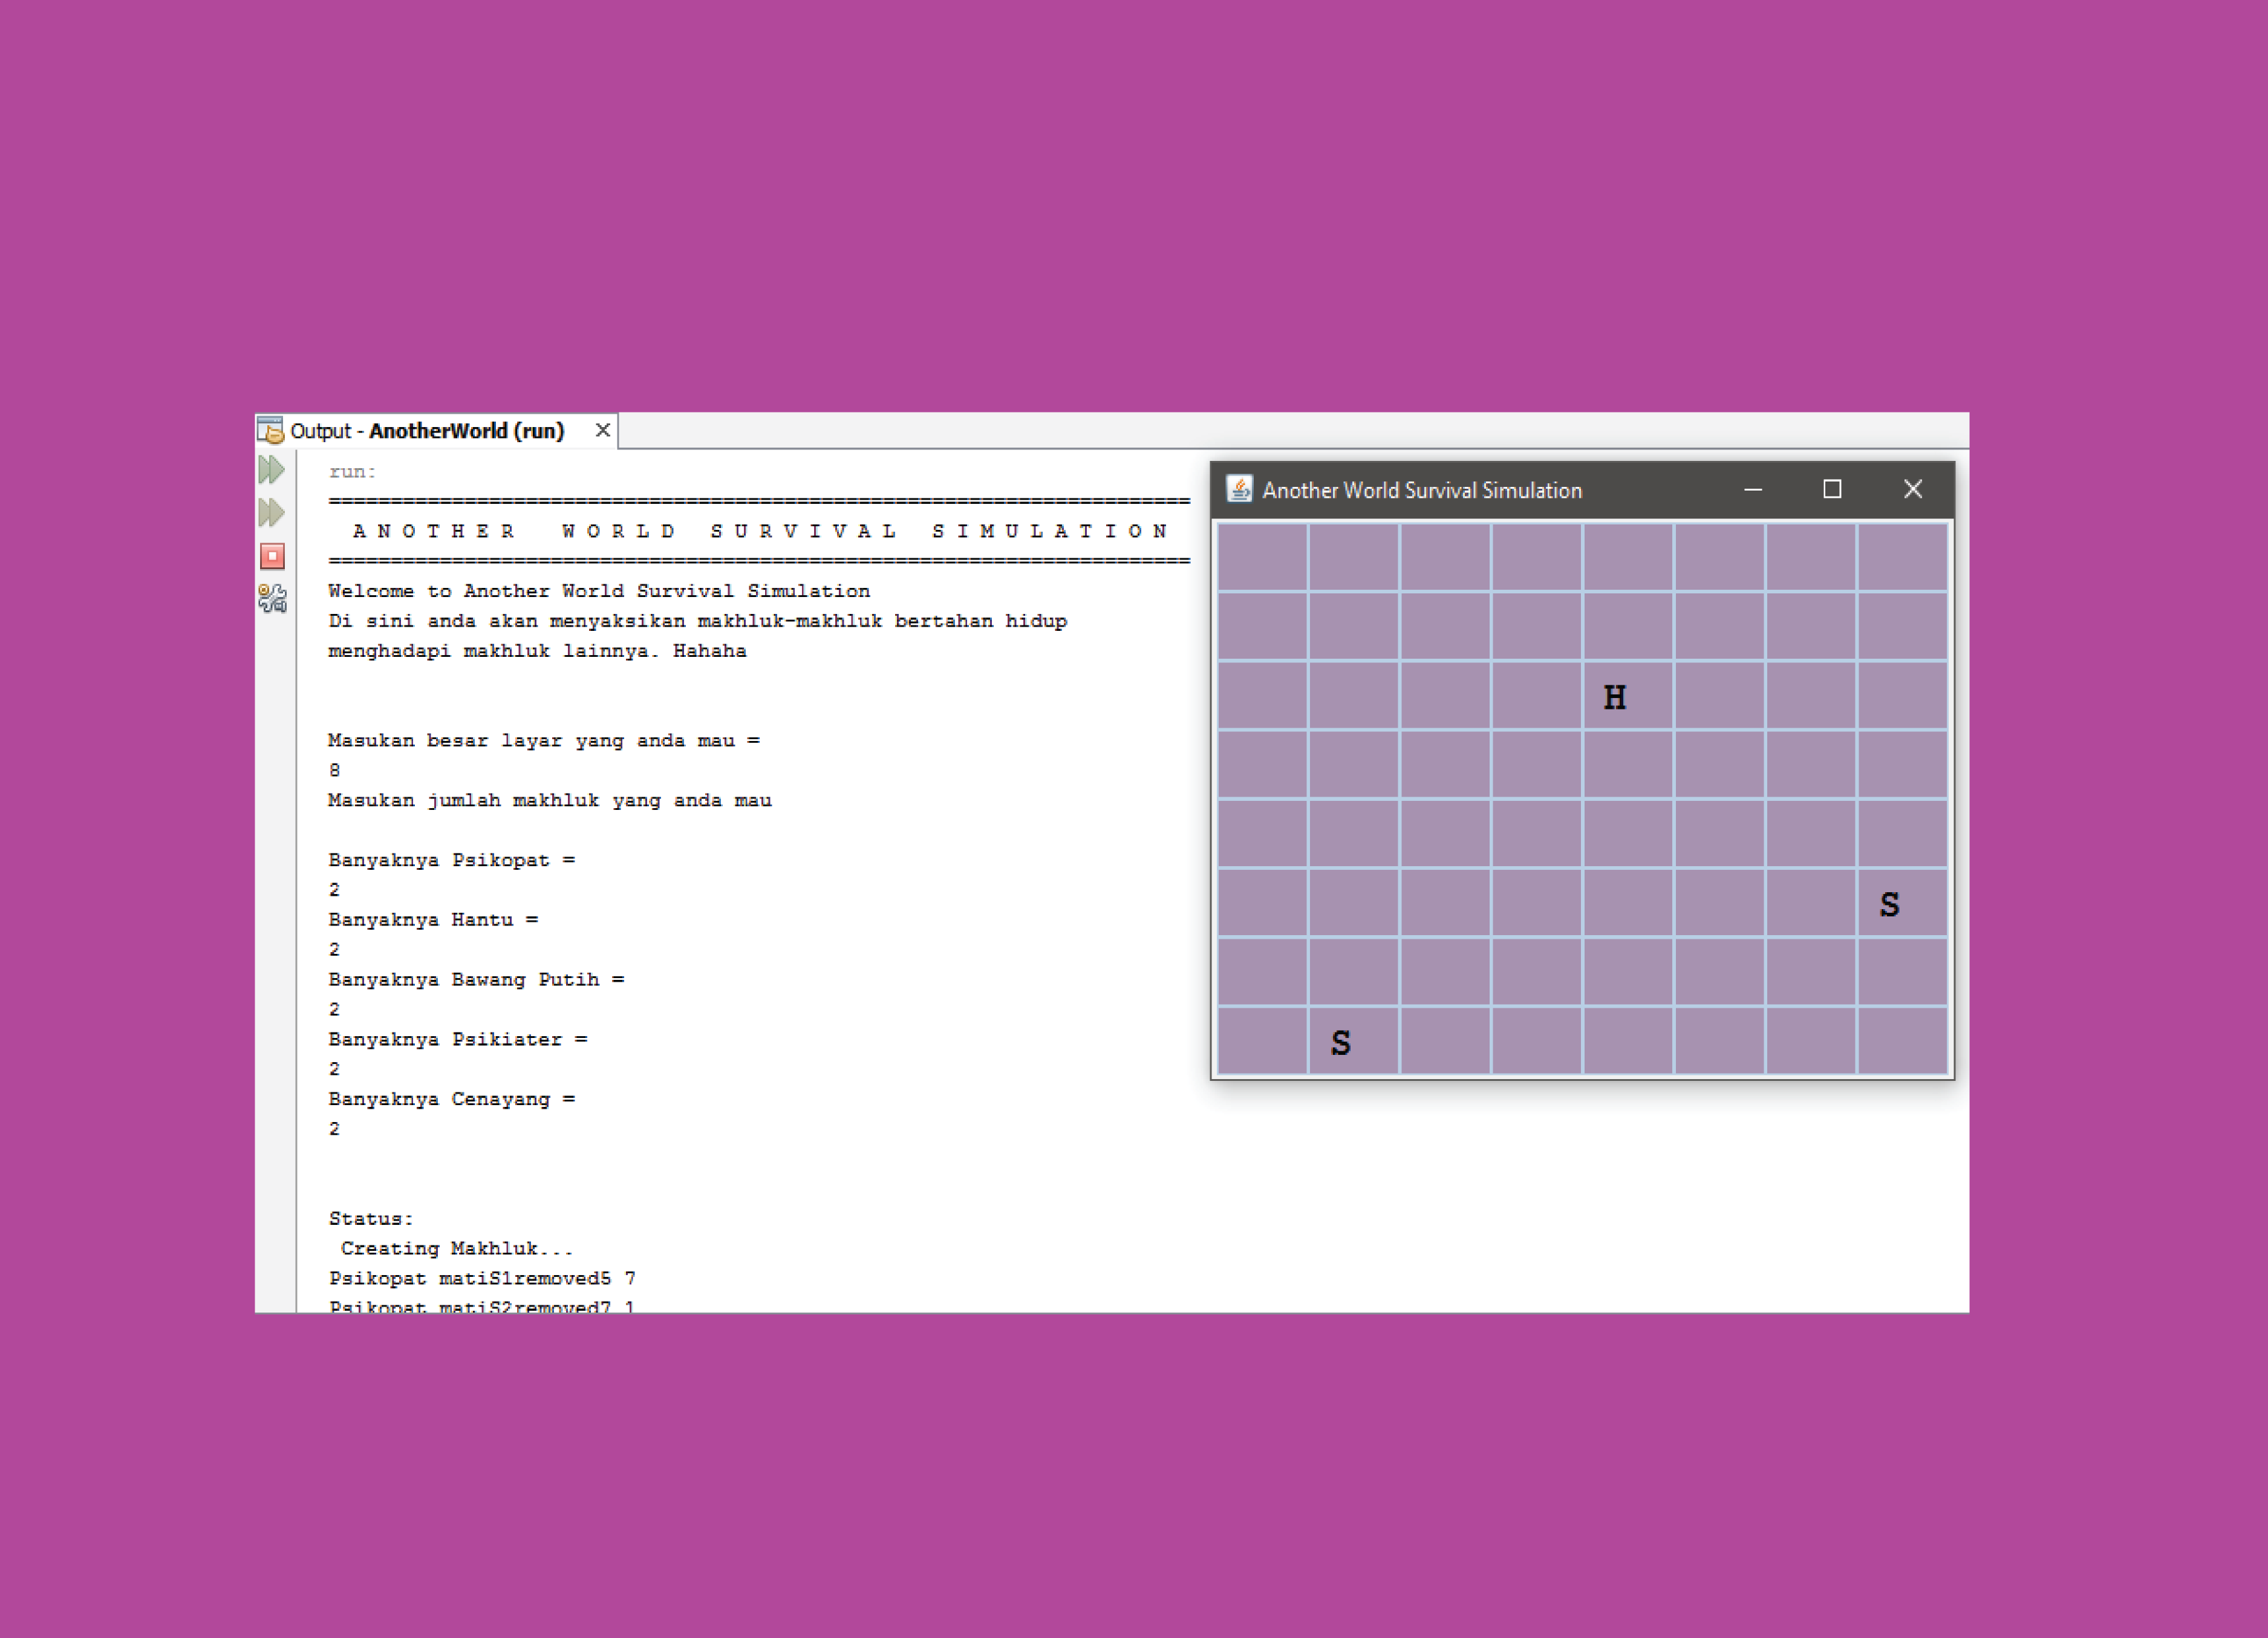 Output - AnotherWorld (run)
run:
======================================================================
A N O T H E R   W O R L D   S U R V I V A L   S I M U L A T I O N
======================================================================
Welcome to Another World Survival Simulation
Di sini anda akan menyaksikan makhluk-makhluk bertahan hidup
menghadapi makhluk lainnya. Hahaha
Masukan besar layar yang anda mau =
8
Masukan jumlah makhluk yang anda mau
Banyaknya Psikopat =
2
Banyaknya Hantu =
2
Banyaknya Bawang Putih =
2
Banyaknya Psikiater =
2
Banyaknya Cenayang =
2
Status:
Creating Makhluk...
Psikopat matiS1removed5 7
Psikopat matiS2removed7 1
Another World Survival Simulation
H
S
S